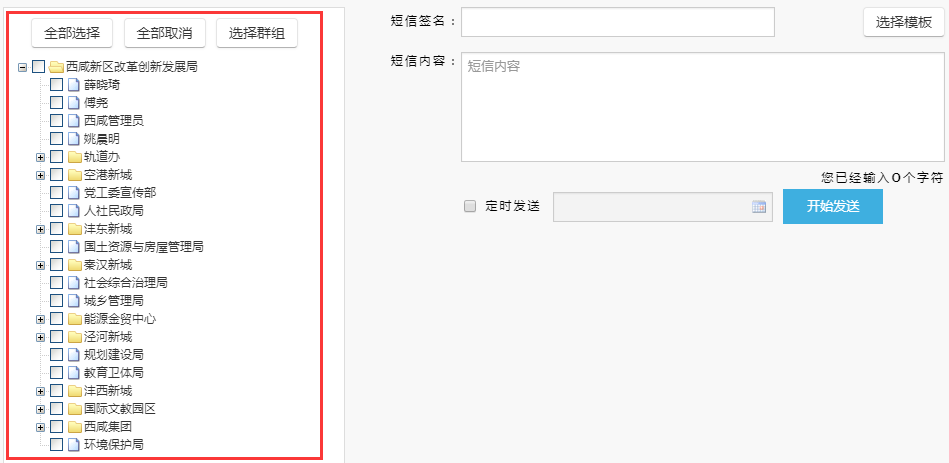 全部选择 全部取消 选择群组
西咸新区改革创新发展局
薛晓琦
傅尧
西咸管理员
姚晨明
轨道办
空港新城
党工委宣传部
人社民政局
沣东新城
国土资源与房屋管理局
秦汉新城
社会综合治理局
城乡管理局
能源金贸中心
泾河新城
规划建设局
教育卫体局
沣西新城
国际文教园区
西咸集团
环境保护局
短信签名：
选择模板
短信内容：
短信内容
您已经输入0个字符
定时发送
开始发送